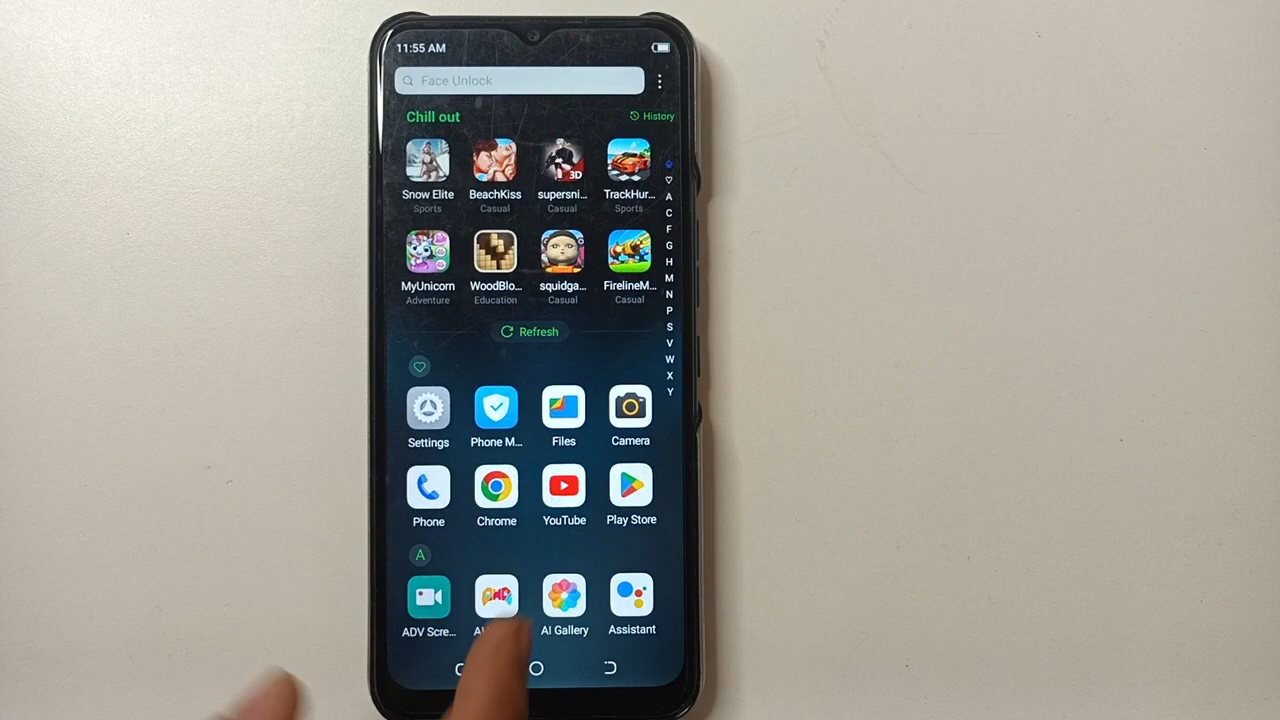 11:55 AM
Face Unlock
Chill out
History
Snow Elite BeachKiss supersni... TrackHur...
Sports Casual Casual Sports
3D
MyUnicorn WoodBlo... squidga... FirelineM...
Adventure Education Casual Casual
Refresh
Settings Phone M... Files Camera
Phone Chrome YouTube Play Store
A
ADV Scre... AI Gallery Assistant
A
C
F
G
H
M
N
P
S
V
W
X
Y